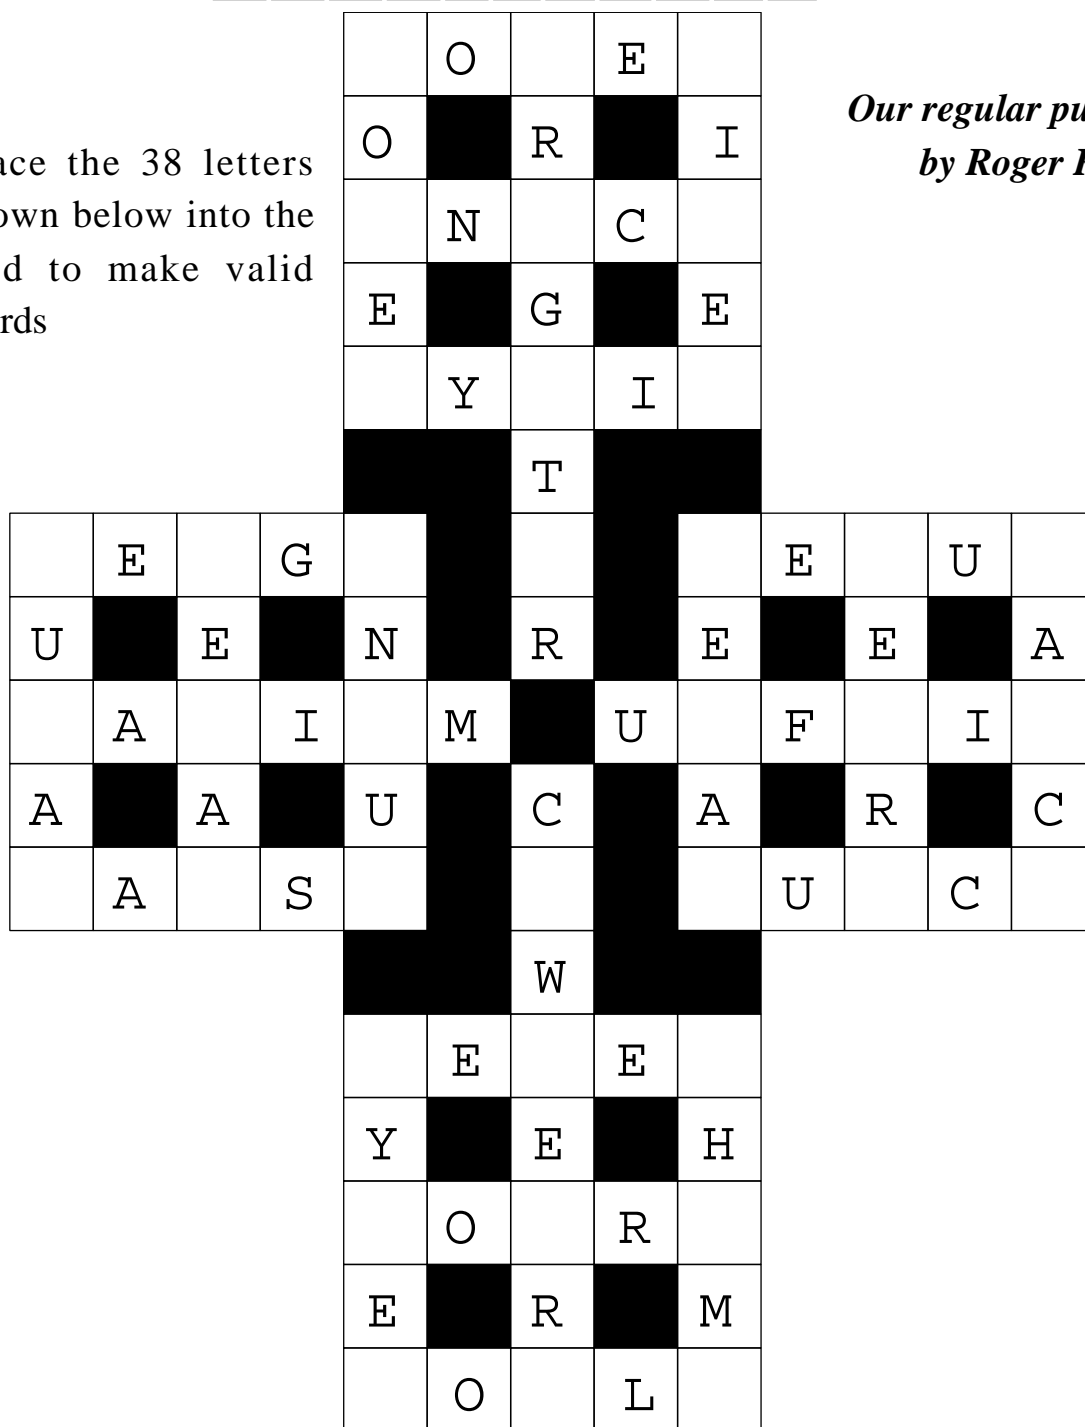 O E
Our regular pu
O R I
by Roger
ace the 38 letters
own below into the
N C
d to make valid
E G E
rds
Y I
T
E G E U
U E N R E E A
A I M U F I
A A U C A R C
A S U C
W
E E
Y E H
O R
E R M
O L